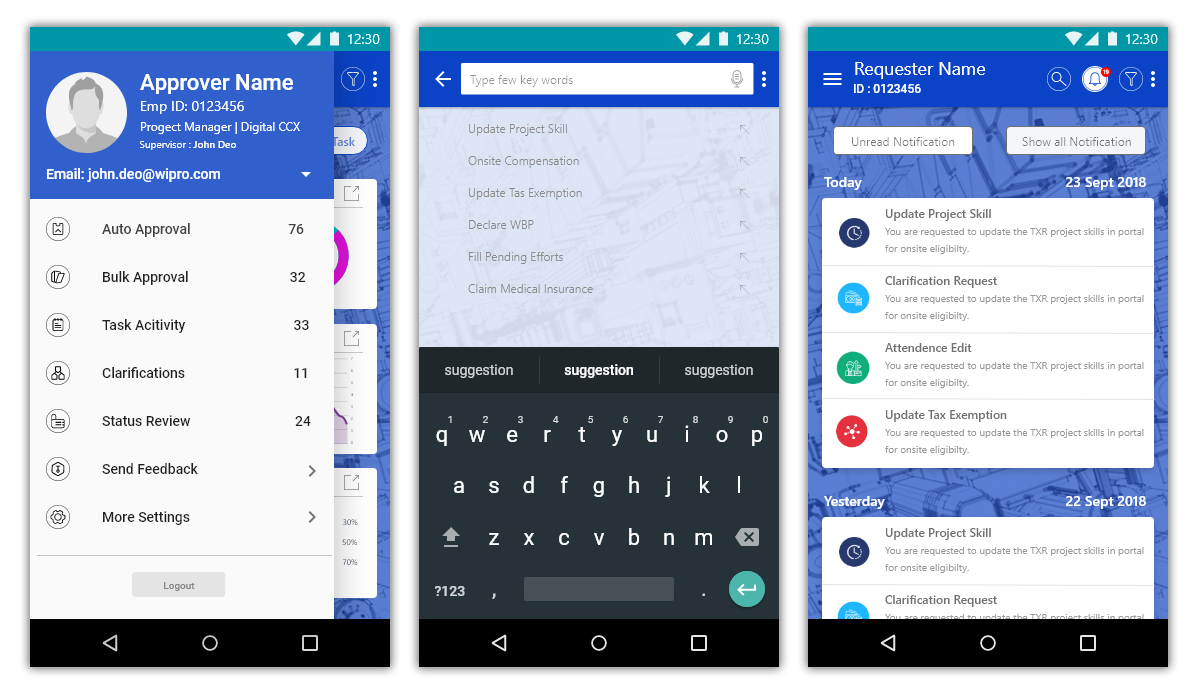 12:30
Approver Name
Emp ID: 0123456
Progect Manager | Digital CCX
Supervisor : John Deo
Email: john.deo@wipro.com
Task
Auto Approval 76
Bulk Approval 32
Task Acitivity 33
Clarifications 11
Status Review 24
Send Feedback
More Settings
30%
50%
70%
Logout
12:30
Type few key words
Update Project Skill
Onsite Compensation
Update Tas Exemption
Declare WBP
Fill Pending Efforts
Claim Medical Insurance
suggestion suggestion suggestion
1 2 3 4 5 6 7 8 9 0
q w e r t y u i o p
a s d f g h j k l
z x c v b n m
?123 , .
12:30
Requester Name
ID : 0123456
Unread Notification Show all Notification
Today 23 Sept 2018
Update Project Skill
You are requested to update the TXR project skills in portal
for onsite eligibilty.
Clarification Request
You are requested to update the TXR project skills in portal
for onsite eligibilty.
Attendence Edit
You are requested to update the TXR project skills in portal
for onsite eligibilty.
Update Tax Exemption
You are requested to update the TXR project skills in portal
for onsite eligibilty.
Yesterday 22 Sept 2018
Update Project Skill
You are requested to update the TXR project skills in portal
for onsite eligibilty.
Clarification Request
You are requested to update the TXR project skills in portal